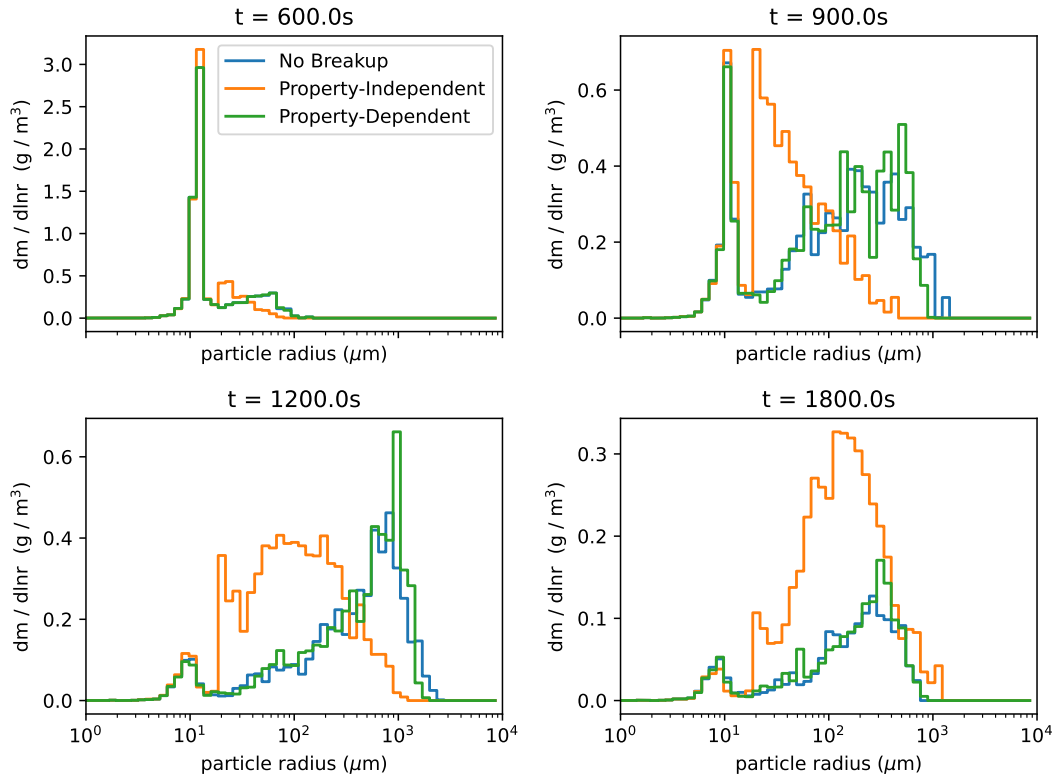 t = 600.0s
t = 900.0s
dm / dlnr (g / m³)
3.0
2.5
2.0
1.5
1.0
0.5
0.0
No Breakup
Property-Independent
Property-Dependent
particle radius (μm)
dm / dlnr (g / m³)
0.6
0.4
0.2
0.0
particle radius (μm)
t = 1200.0s
t = 1800.0s
dm / dlnr (g / m³)
0.6
0.4
0.2
0.0
10⁰ 10¹ 10² 10³ 10⁴
particle radius (μm)
dm / dlnr (g / m³)
0.3
0.2
0.1
0.0
10⁰ 10¹ 10² 10³ 10⁴
particle radius (μm)